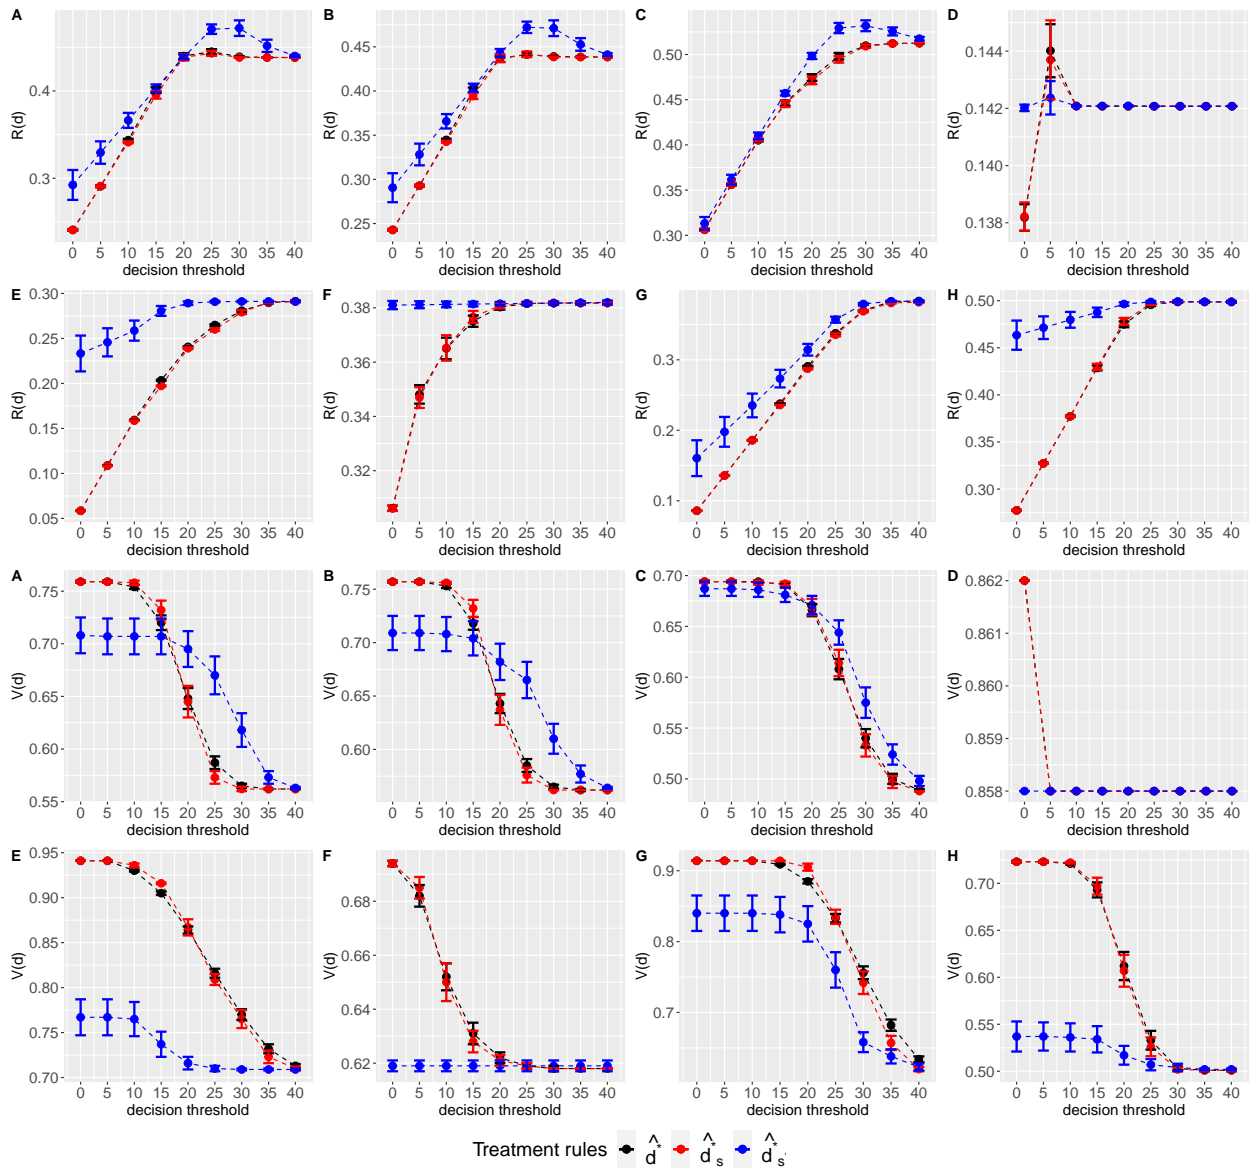 A B C D
0.4
0.3
R(d)
0 5 10 15 20 25 30 35 40
decision threshold
0.45
0.40
0.35
0.30
0.25
R(d)
0 5 10 15 20 25 30 35 40
decision threshold
0.50
0.45
0.40
0.35
0.30
R(d)
0 5 10 15 20 25 30 35 40
decision threshold
0.144
0.142
0.140
0.138
R(d)
0 5 10 15 20 25 30 35 40
decision threshold
E F G H
0.30
0.25
0.20
0.15
0.10
0.05
R(d)
0 5 10 15 20 25 30 35 40
decision threshold
0.38
0.36
0.34
0.32
R(d)
0 5 10 15 20 25 30 35 40
decision threshold
0.3
0.2
0.1
R(d)
0 5 10 15 20 25 30 35 40
decision threshold
0.50
0.45
0.40
0.35
0.30
R(d)
0 5 10 15 20 25 30 35 40
decision threshold
A B C D
0.75
0.70
0.65
0.60
0.55
V(d)
0 5 10 15 20 25 30 35 40
decision threshold
0.75
0.70
0.65
0.60
V(d)
0 5 10 15 20 25 30 35 40
decision threshold
0.70
0.65
0.60
0.55
0.50
V(d)
0 5 10 15 20 25 30 35 40
decision threshold
0.862
0.861
0.860
0.859
0.858
V(d)
0 5 10 15 20 25 30 35 40
decision threshold
E F G H
0.95
0.90
0.85
0.80
0.75
0.70
V(d)
0 5 10 15 20 25 30 35 40
decision threshold
0.68
0.66
0.64
0.62
V(d)
0 5 10 15 20 25 30 35 40
decision threshold
0.9
0.8
0.7
V(d)
0 5 10 15 20 25 30 35 40
decision threshold
0.70
0.65
0.60
0.55
0.50
V(d)
0 5 10 15 20 25 30 35 40
decision threshold
Treatment rules d̂* d̂*s d̂*s'